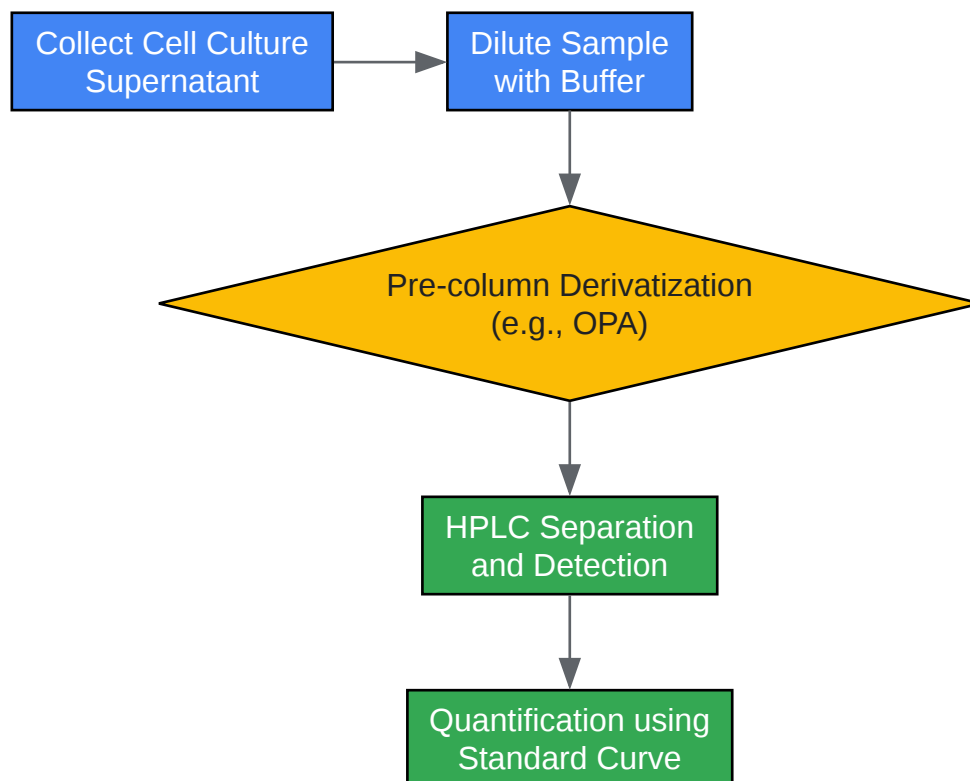 Collect Cell Culture
Supernatant
Dilute Sample
with Buffer
Pre-column Derivatization
(e.g., OPA)
HPLC Separation
and Detection
Quantification using
Standard Curve